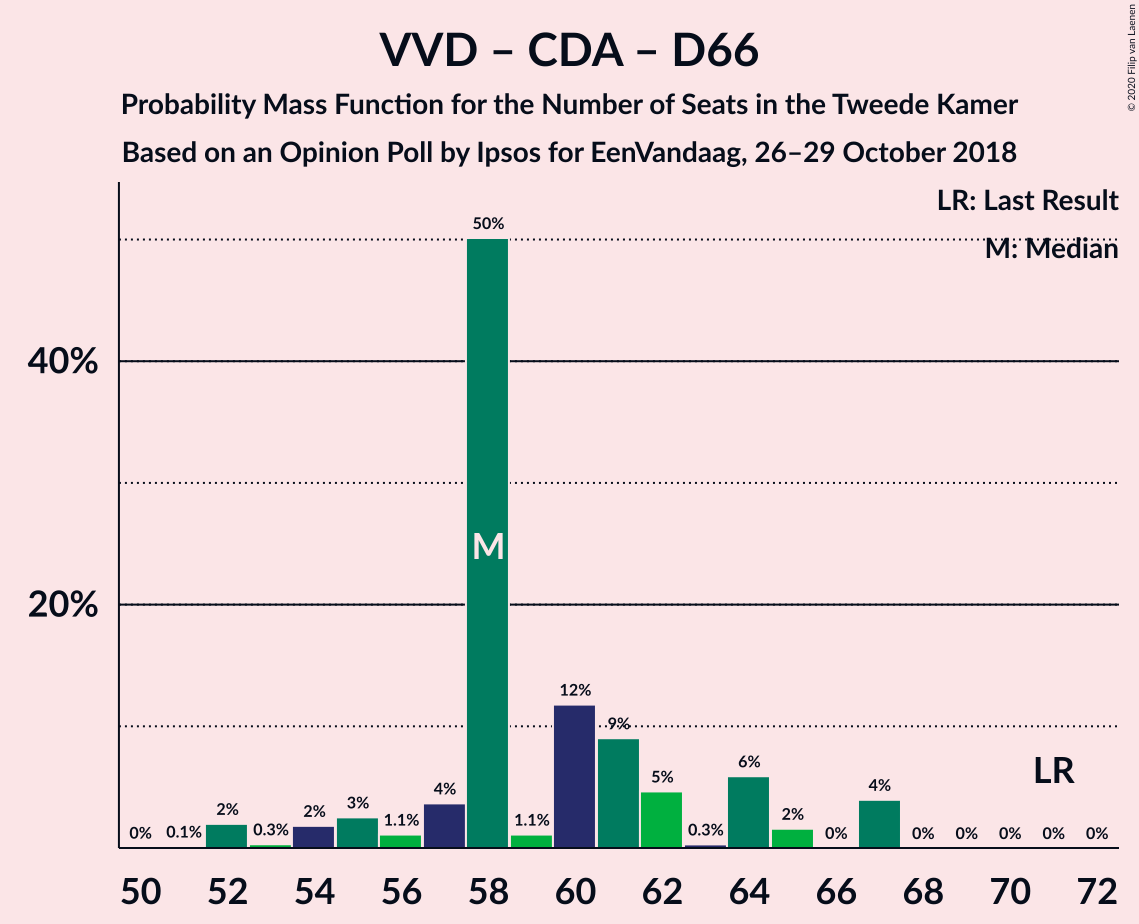 © 2020 Filip van Laenen
VVD – CDA – D66
Probability Mass Function for the Number of Seats in the Tweede Kamer
Based on an Opinion Poll by Ipsos for EenVandaag, 26–29 October 2018
LR: Last Result
M: Median
40%
20%
0% 0.1% 2% 0.3% 2% 3% 1.1% 4% 50% 1.1% 12% 9% 5% 0.3% 6% 2% 0% 4% 0% 0% 0% 0% 0%
M
LR
50 52 54 56 58 60 62 64 66 68 70 72